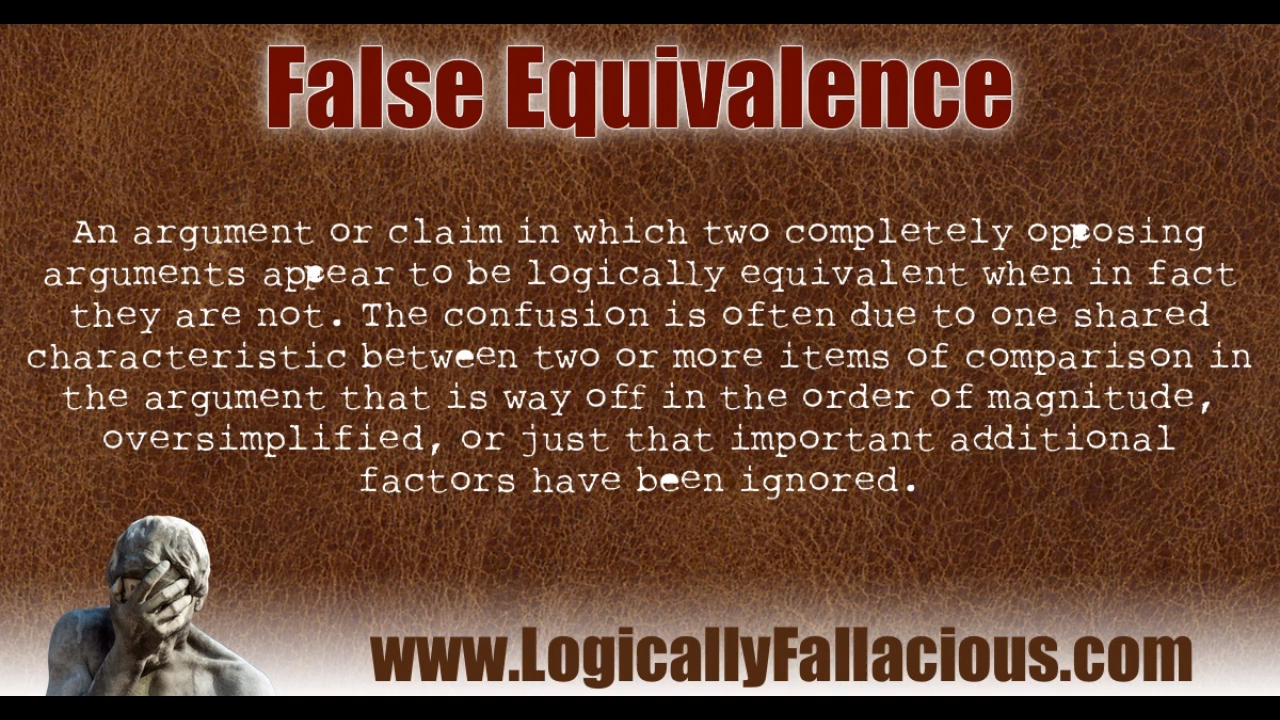 False Equivalence
An argument or claim in which two completely opposing
arguments appear to be logically equivalent when in fact
they are not. The confusion is often due to one shared
characteristic between two or more items of comparison in
the argument that is way off in the order of magnitude,
oversimplified, or just that important additional
factors have been ignored.
www.LogicallyFallacious.com